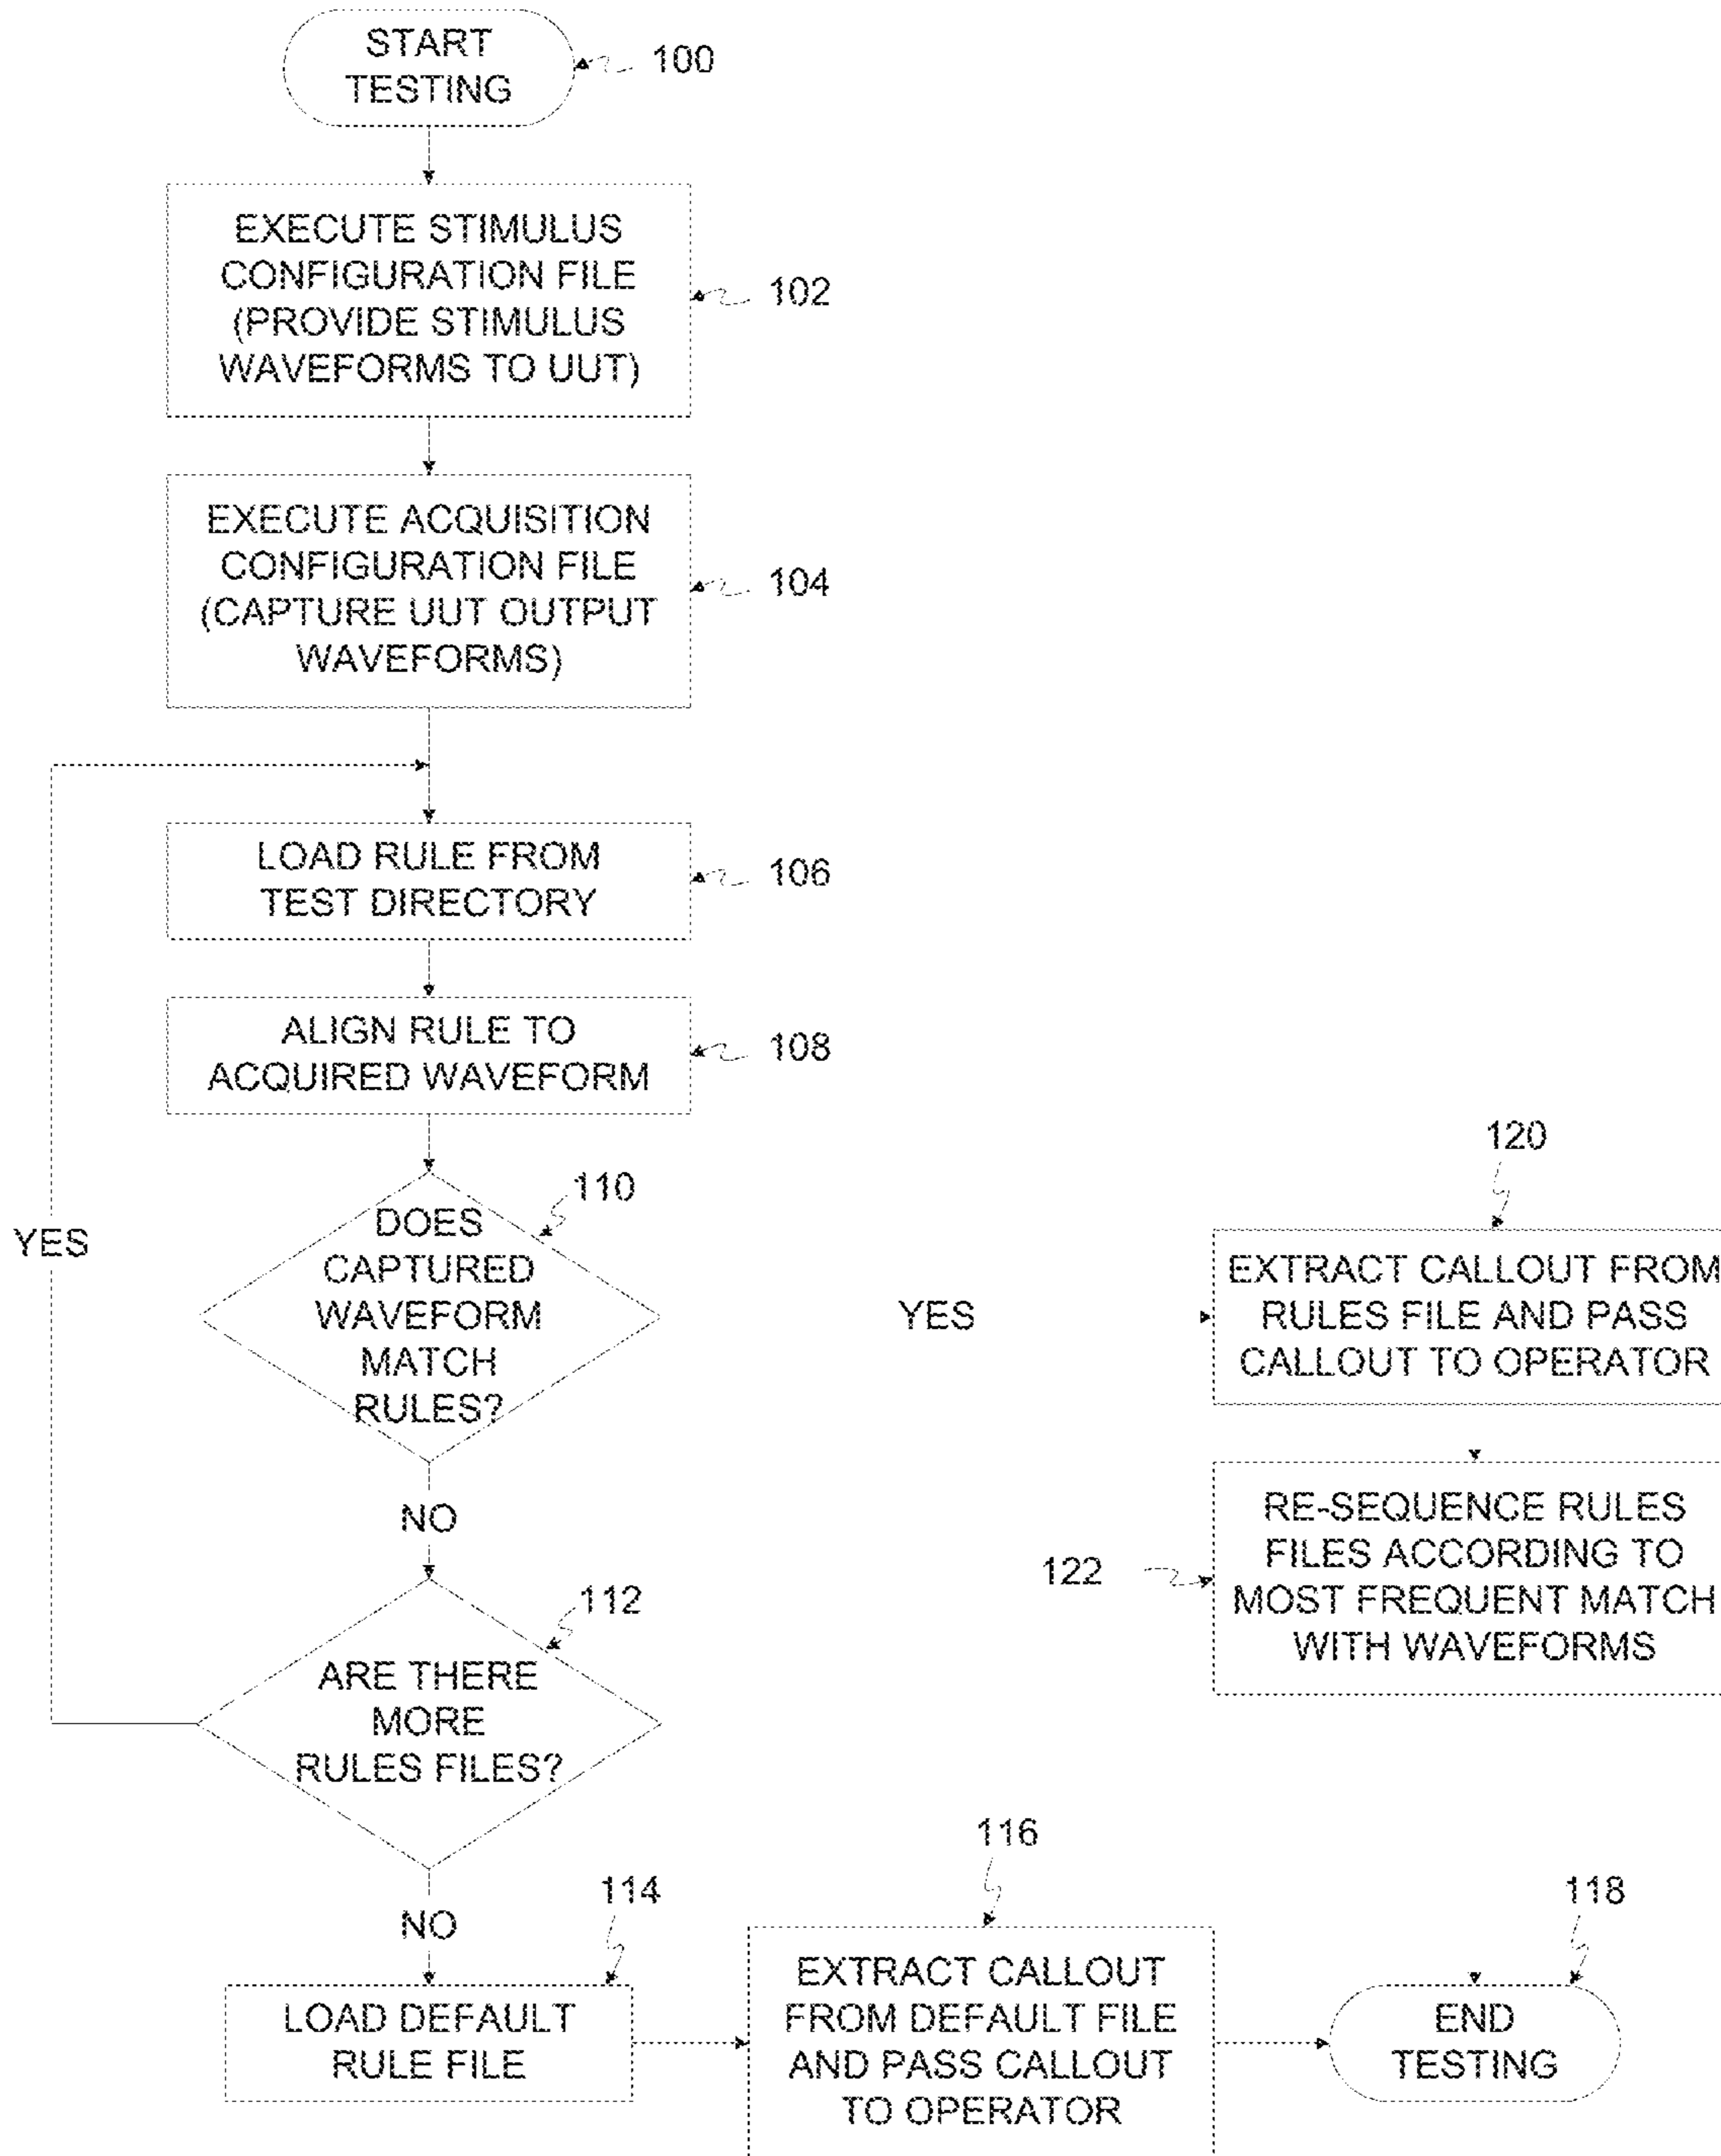 START
TESTING
100
EXECUTE STIMULUS
CONFIGURATION FILE
(PROVIDE STIMULUS
WAVEFORMS TO UUT)
102
EXECUTE ACQUISITION
CONFIGURATION FILE
(CAPTURE UUT OUTPUT
WAVEFORMS)
104
LOAD RULE FROM
TEST DIRECTORY
106
ALIGN RULE TO
ACQUIRED WAVEFORM
108
DOES
CAPTURED
WAVEFORM
MATCH
RULES?
110
YES
YES
120
EXTRACT CALLOUT FROM
RULES FILE AND PASS
CALLOUT TO OPERATOR
NO
122
RE-SEQUENCE RULES
FILES ACCORDING TO
MOST FREQUENT MATCH
WITH WAVEFORMS
112
ARE THERE
MORE
RULES FILES?
NO
114
LOAD DEFAULT
RULE FILE
116
EXTRACT CALLOUT
FROM DEFAULT FILE
AND PASS CALLOUT
TO OPERATOR
118
END
TESTING